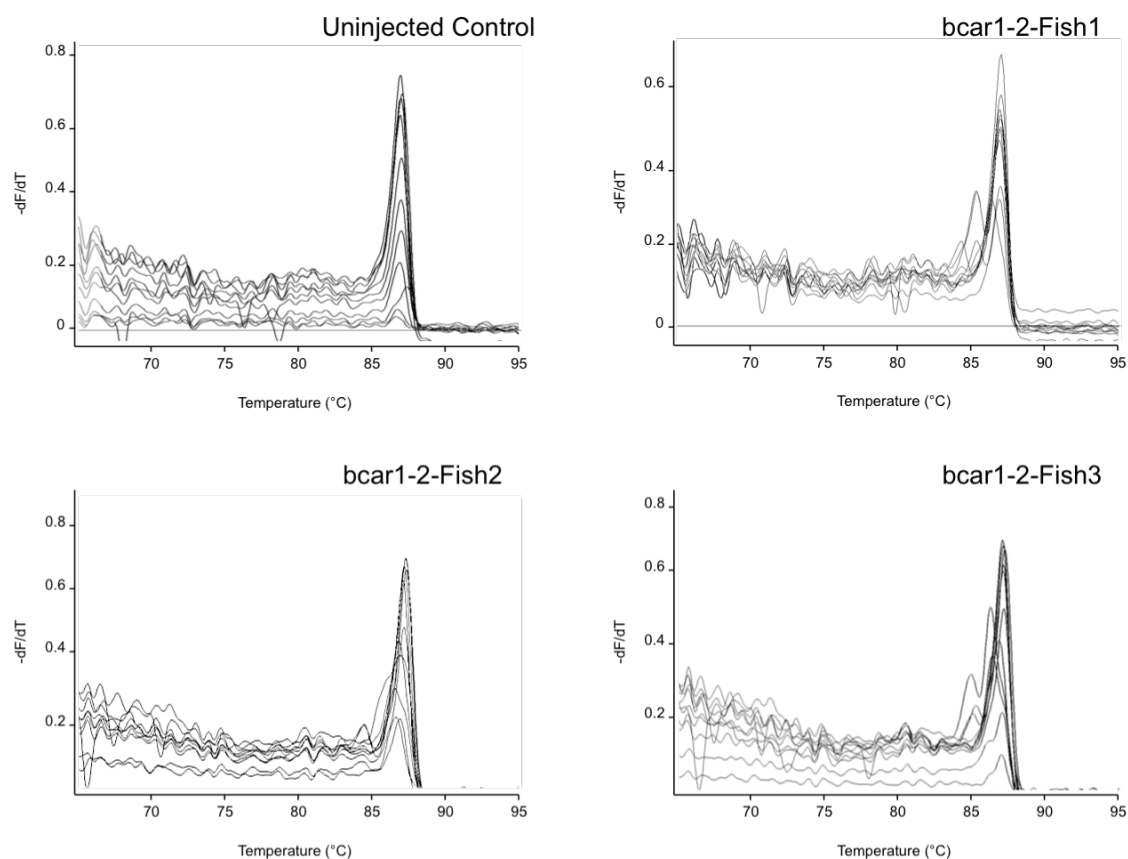 Uninjected Control
0.8
0.6
0.4
0.2
0
-dF/dT
70 75 80 85 90 95
Temperature (°C)
bcar1-2-Fish1
0.6
0.4
0.2
0
-dF/dT
70 75 80 85 90 95
Temperature (°C)
bcar1-2-Fish2
0.8
0.6
0.4
0.2
-dF/dT
70 75 80 85 90 95
Temperature (°C)
bcar1-2-Fish3
0.8
0.6
0.4
0.2
-dF/dT
70 75 80 85 90 95
Temperature (°C)